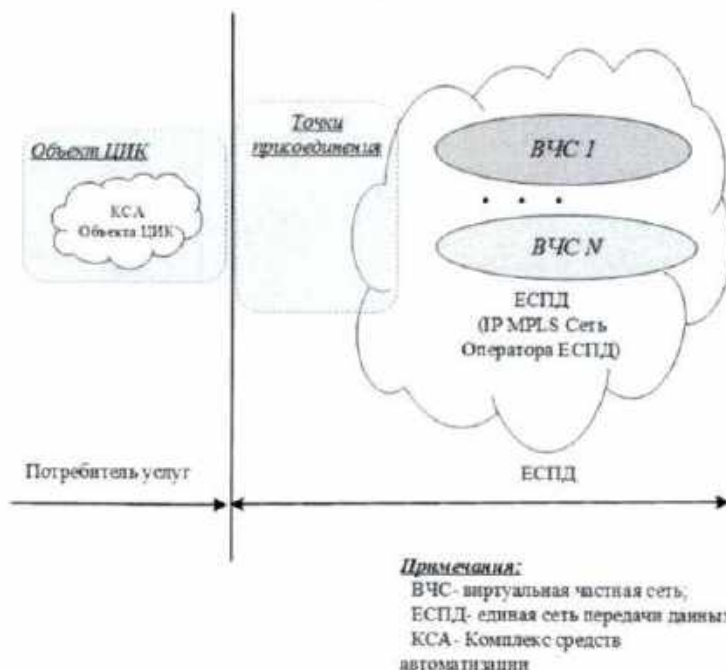 Объект ЦИК
КСА
Объекта ЦИК
Точки
присоединения
ВЧС 1
. . .
ВЧС N
ЕСПД
(IP MPLS Сеть
Оператора ЕСПД)
Потребитель услуг
ЕСПД
Примечания:
ВЧС- виртуальная частная сеть;
ЕСПД- единая сеть передачи данных
КСА- Комплекс средств
автоматизации